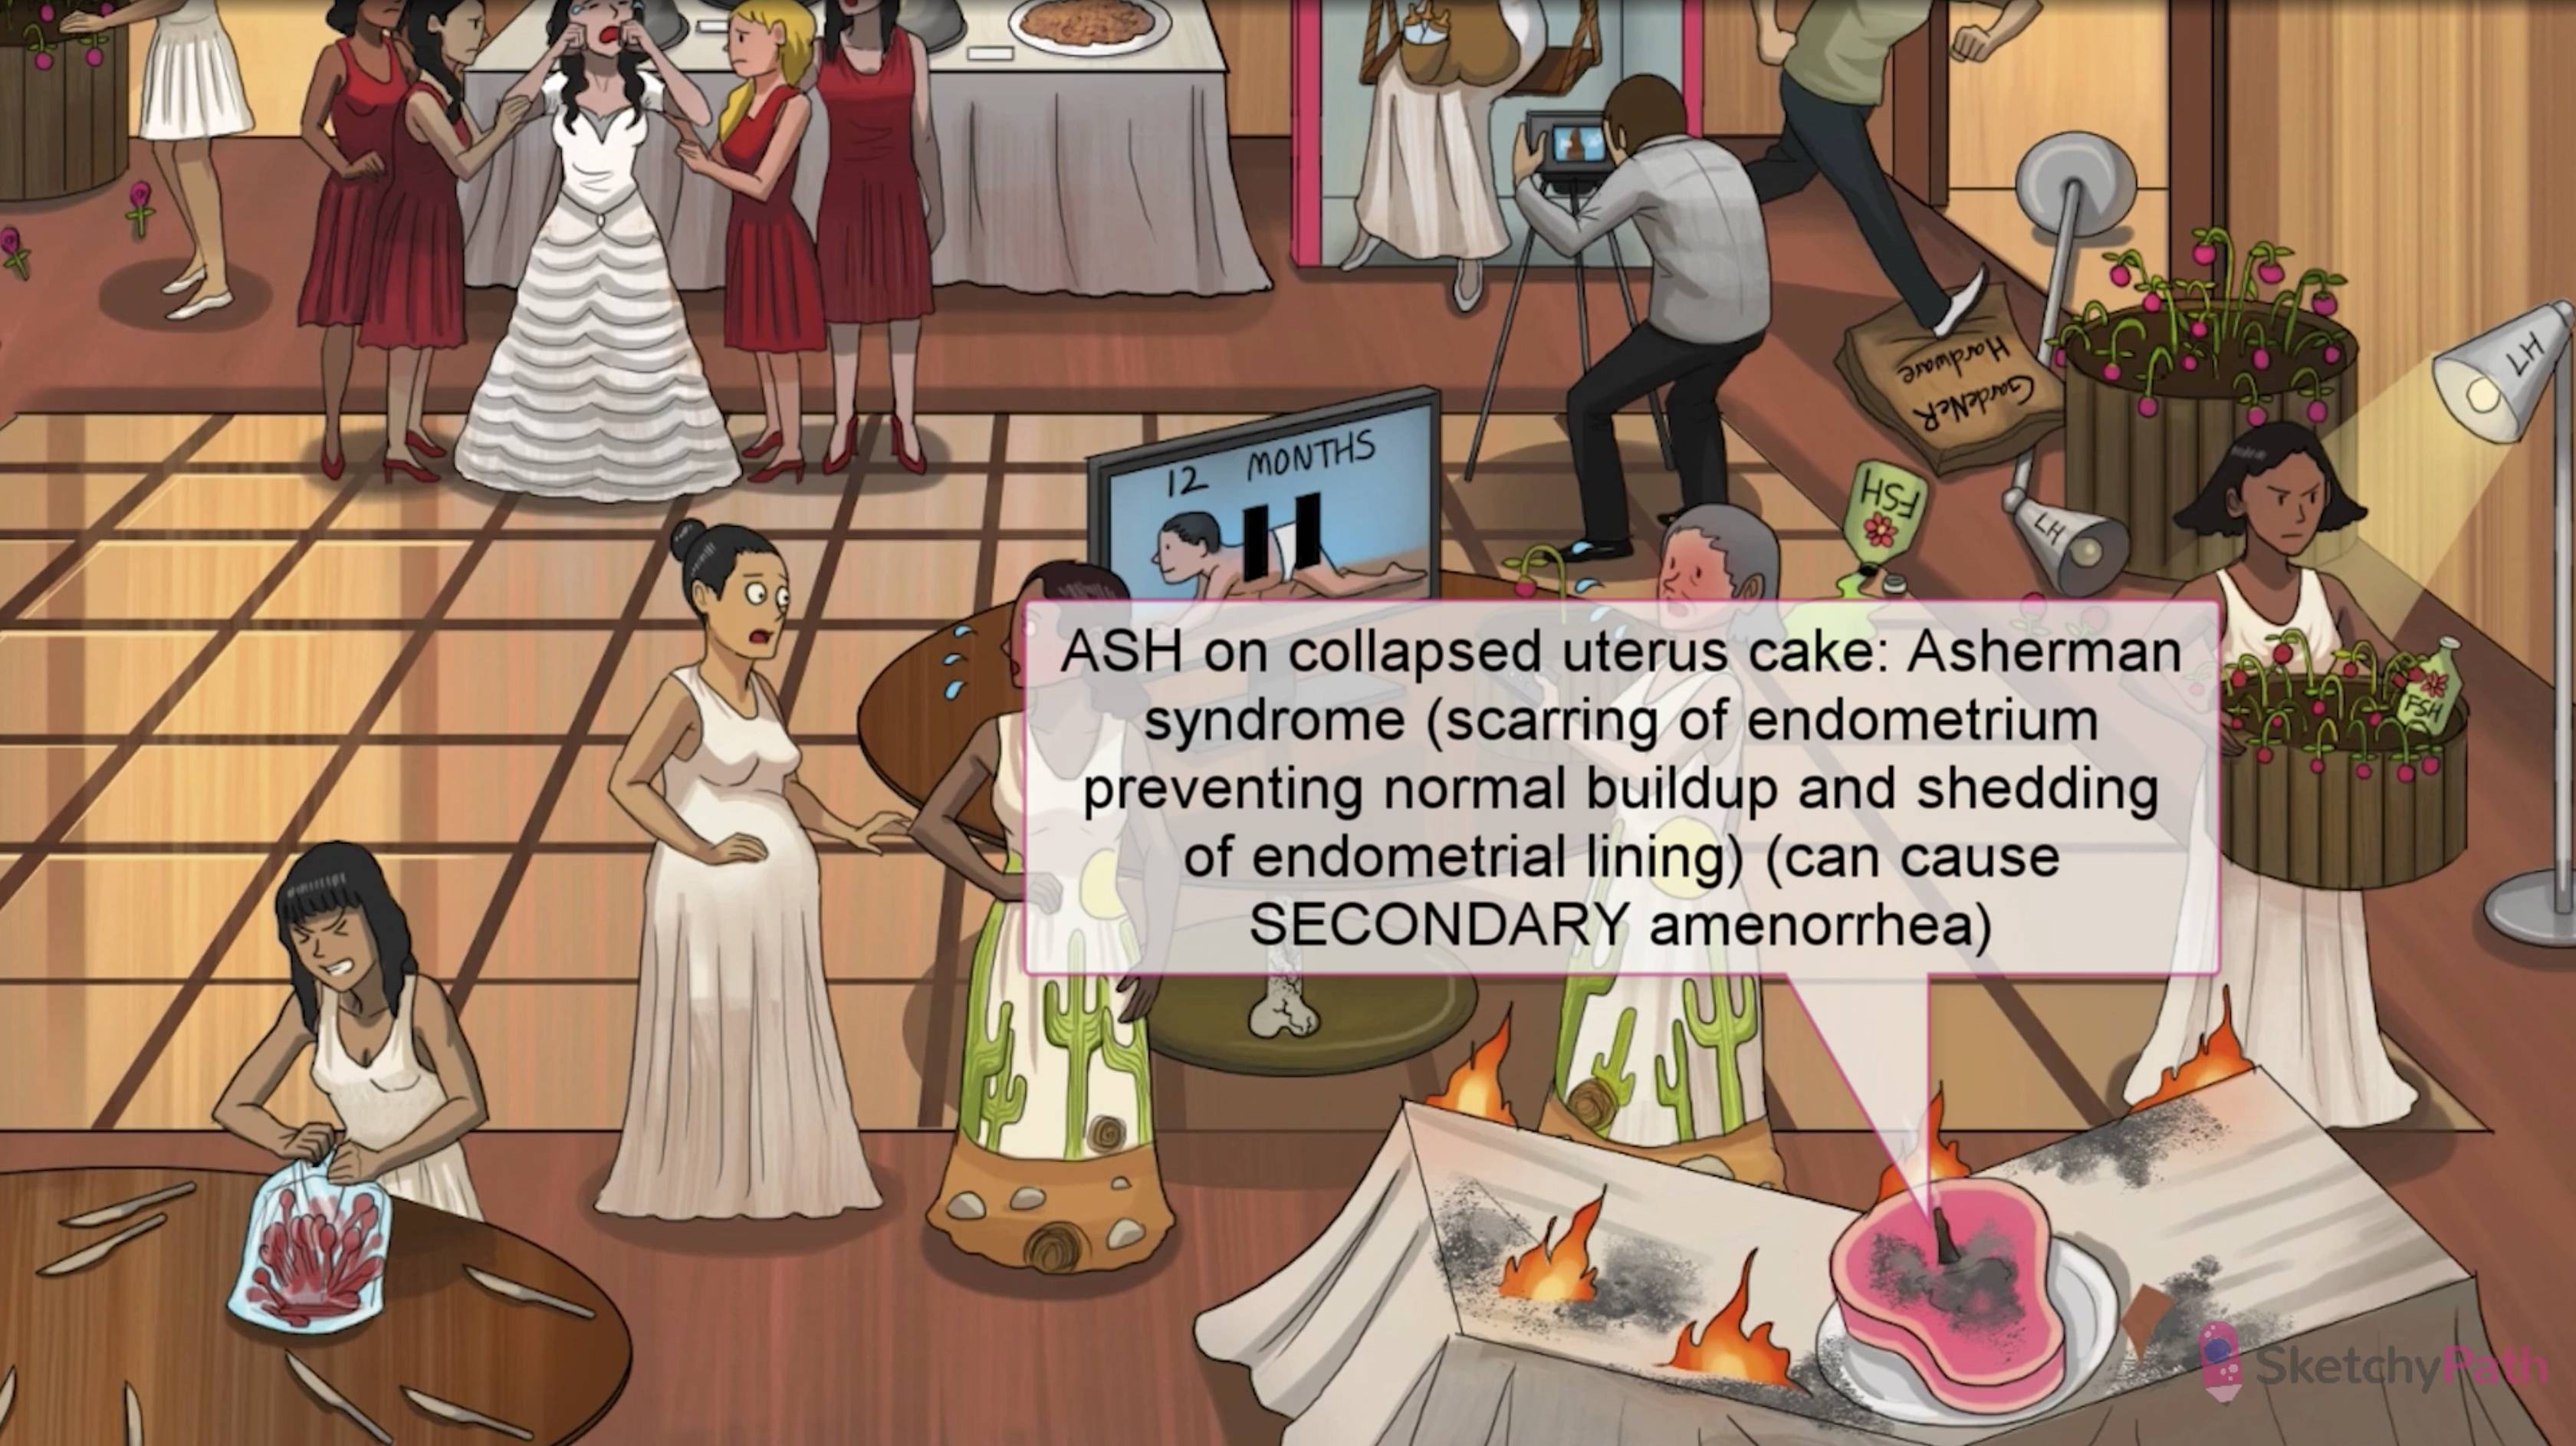 12 MONTHS
GardeNeR
Hardware
LH
FSH
LH
ASH on collapsed uterus cake: Asherman
syndrome (scarring of endometrium
preventing normal buildup and shedding
of endometrial lining) (can cause
SECONDARY amenorrhea)
FSH
SketchyPath